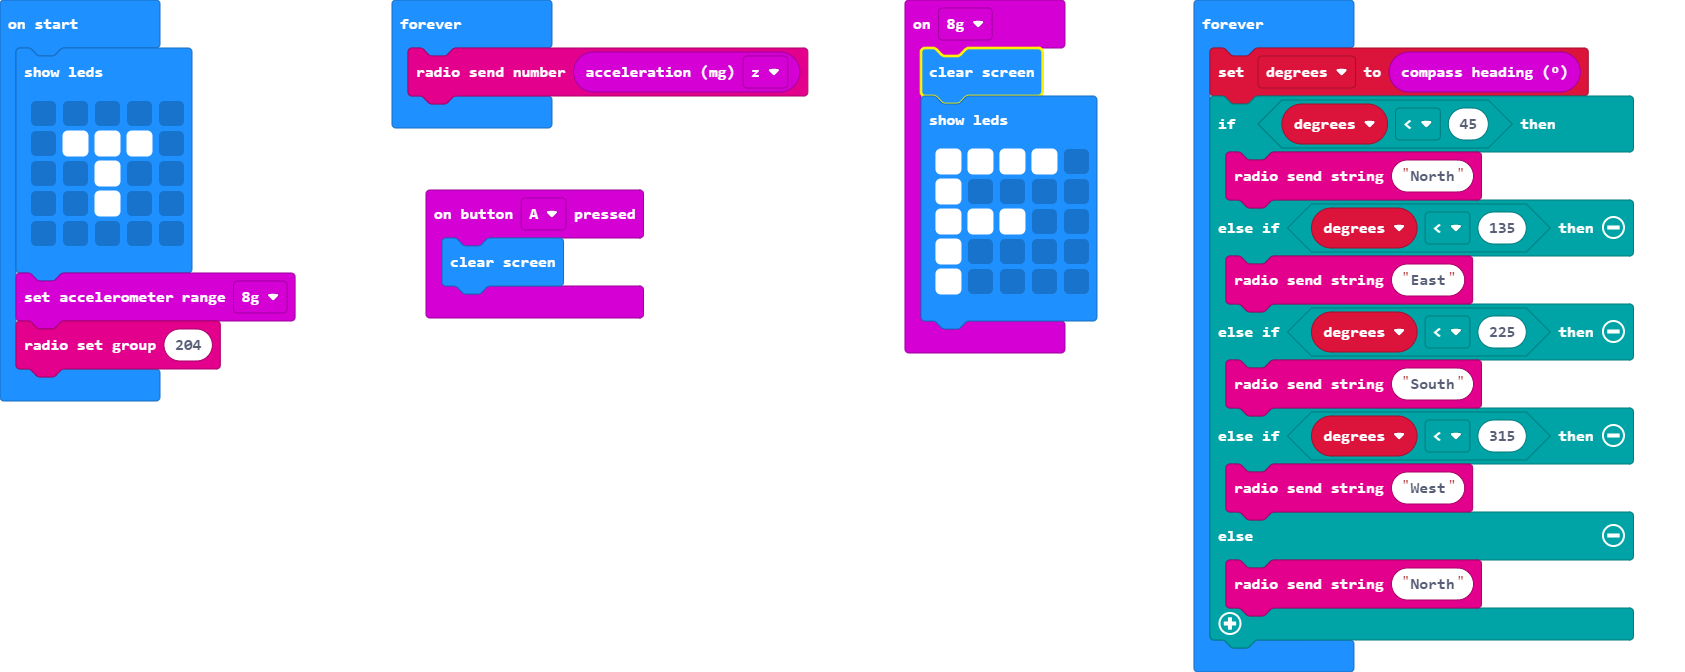 on start
show leds
set accelerometer range 8g
radio set group 204
forever
radio send number acceleration (mg) z
on button A pressed
clear screen
on 8g
clear screen
show leds
forever
set degrees to compass heading (°)
if degrees < 45 then
radio send string "North"
else if degrees < 135 then
radio send string "East"
else if degrees < 225 then
radio send string "South"
else if degrees < 315 then
radio send string "West"
else
radio send string "North"